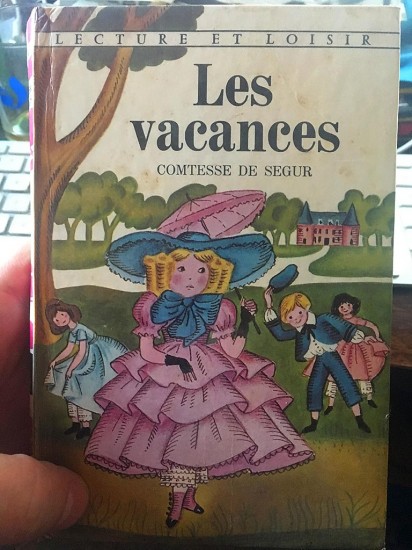 LECTURE ET LOISIR
Les
vacances
COMTESSE DE SEGUR